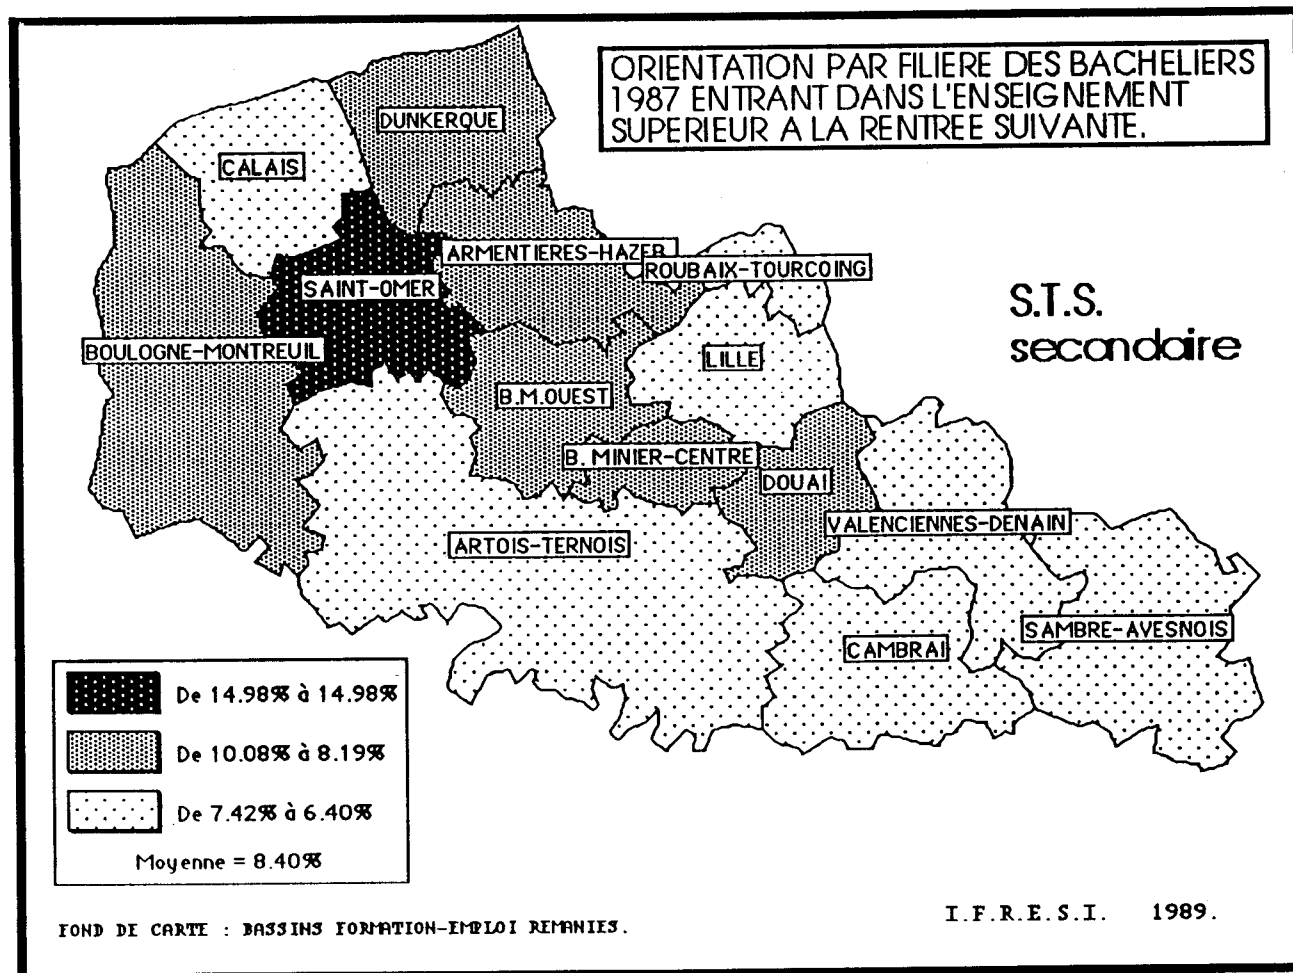 ORIENTATION PAR FILIERE DES BACHELIERS
1987 ENTRANT DANS L'ENSEIGNEMENT
SUPERIEUR A LA RENTREE SUIVANTE.
DUNKERQUE
CALAIS
ARMENTIERES-HAZEB.
ROUBAIX-TOURCOING
SAINT-OMER
S.T.S.
secondaire
BOULOGNE-MONTREUIL
LILLE
B.M.OUEST
B. MINIER-CENTRE
DOUAI
VALENCIENNES-DENAIN
ARTOIS-TERNOIS
SAMBRE-AVESNOIS
CAMBRAI
De 14.98% à 14.98%
De 10.08% à 8.19%
De 7.42% à 6.40%
Moyenne = 8.40%
FOND DE CARTE : BASSINS FORMATION-EMPLOI REMANIES.
I.F.R.E.S.I. 1989.